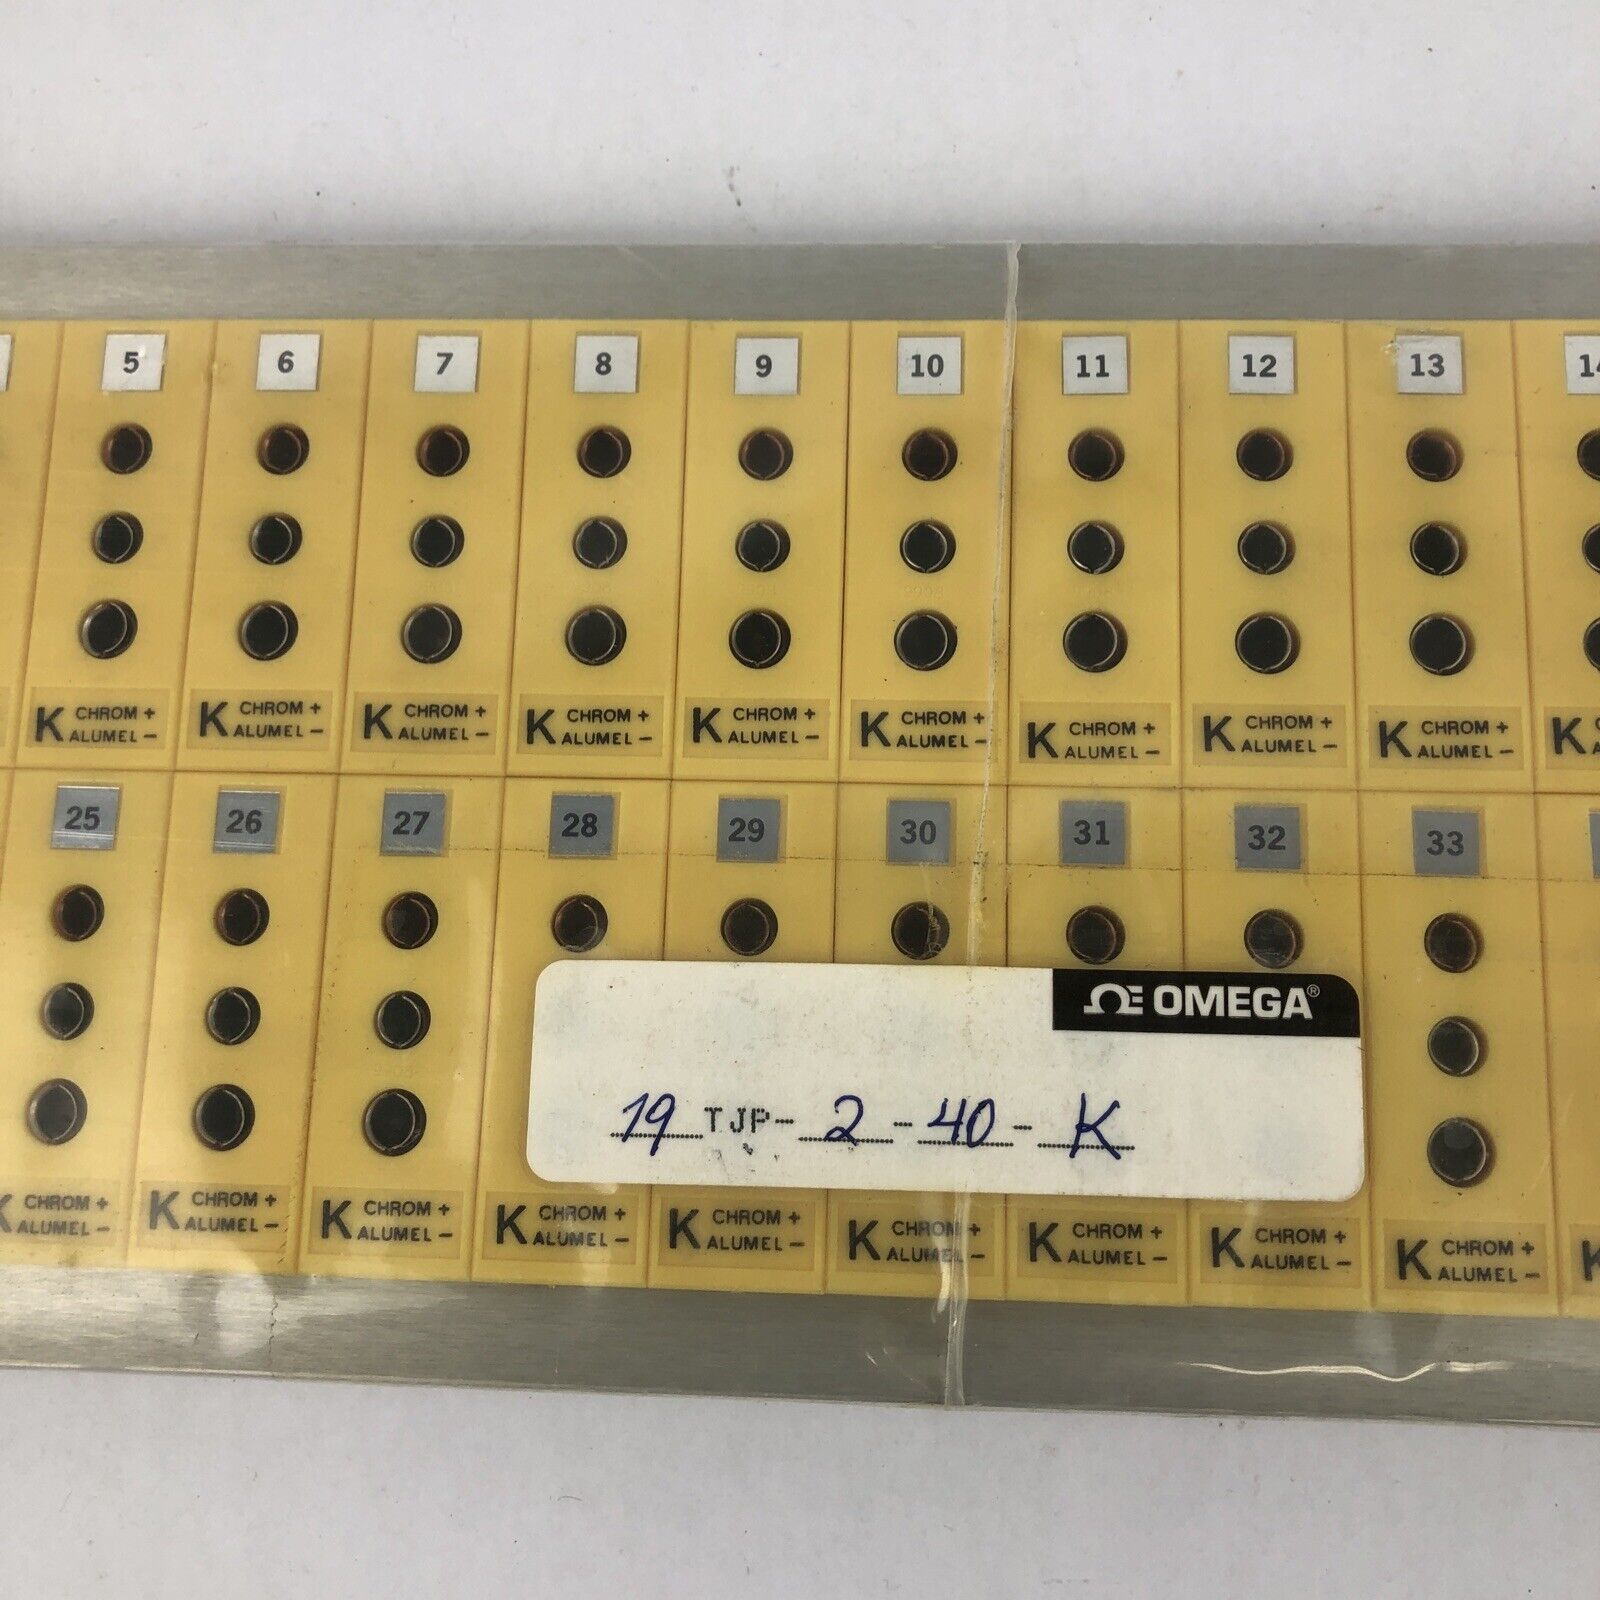 5 6 7 8 9 10 11 12 13 14
K CHROM + ALUMEL - K CHROM + ALUMEL - K CHROM + ALUMEL - K CHROM + ALUMEL - K CHROM + ALUMEL - K CHROM + ALUMEL - K CHROM + ALUMEL - K CHROM + ALUMEL - K CHROM + ALUMEL - K
25 26 27 28 29 30 31 32 33
OMEGA®
19 TJP- 2 - 40 - K
K CHROM + ALUMEL - K CHROM + ALUMEL - K CHROM + ALUMEL - K CHROM + ALUMEL - K CHROM + ALUMEL - K CHROM + ALUMEL - K CHROM + ALUMEL - K CHROM + ALUMEL - K CHROM + ALUMEL - K